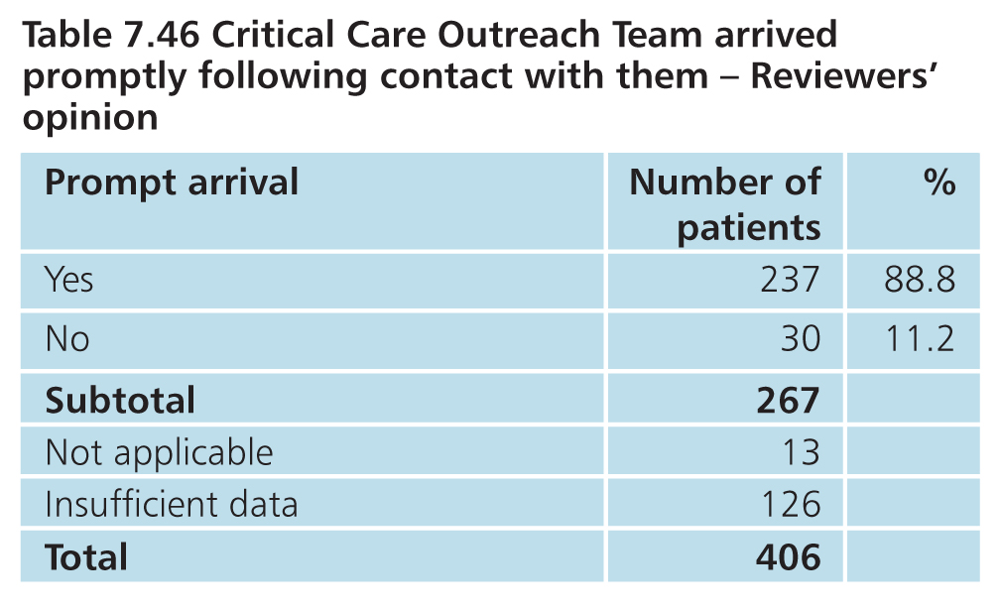 Table 7.46 Critical Care Outreach Team arrived
promptly following contact with them – Reviewers’
opinion
Prompt arrival Number of patients %
Yes 237 88.8
No 30 11.2
Subtotal 267
Not applicable 13
Insufficient data 126
Total 406